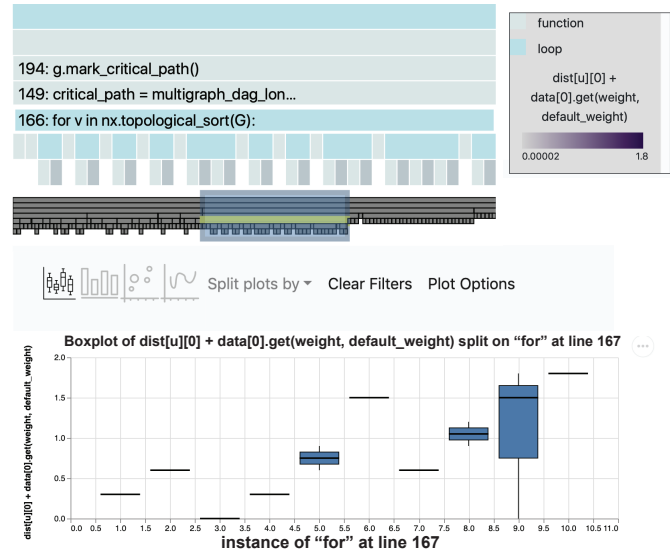 function
loop
dist[u][0] +
data[0].get(weight,
default_weight)
0.00002 1.8
194: g.mark_critical_path()
149: critical_path = multigraph_dag_lon...
166: for v in nx.topological_sort(G):
Split plots by Clear Filters Plot Options
Boxplot of dist[u][0] + data[0].get(weight, default_weight) split on “for” at line 167
dist[u][0] + data[0].get(weight, default_weight)
2.0
1.5
1.0
0.5
0.0
0.0 0.5 1.0 1.5 2.0 2.5 3.0 3.5 4.0 4.5 5.0 5.5 6.0 6.5 7.0 7.5 8.0 8.5 9.0 9.5 10.0 10.5 11.0
instance of “for” at line 167